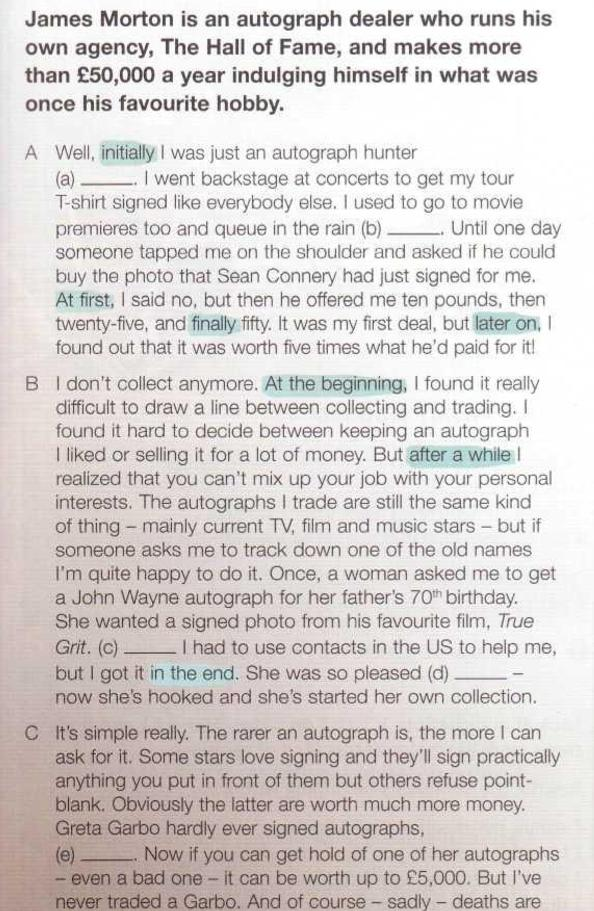 James Morton is an autograph dealer who runs his
own agency, The Hall of Fame, and makes more
than £50,000 a year indulging himself in what was
once his favourite hobby.
A Well, initially I was just an autograph hunter
(a) ______. I went backstage at concerts to get my tour
T-shirt signed like everybody else. I used to go to movie
premieres too and queue in the rain (b) ______. Until one day
someone tapped me on the shoulder and asked if he could
buy the photo that Sean Connery had just signed for me.
At first, I said no, but then he offered me ten pounds, then
twenty-five, and finally fifty. It was my first deal, but later on, I
found out that it was worth five times what he'd paid for it!
B I don't collect anymore. At the beginning, I found it really
difficult to draw a line between collecting and trading. I
found it hard to decide between keeping an autograph
I liked or selling it for a lot of money. But after a while I
realized that you can't mix up your job with your personal
interests. The autographs I trade are still the same kind
of thing – mainly current TV, film and music stars – but if
someone asks me to track down one of the old names
I'm quite happy to do it. Once, a woman asked me to get
a John Wayne autograph for her father's 70th birthday.
She wanted a signed photo from his favourite film, True
Grit. (c) ______ I had to use contacts in the US to help me,
but I got it in the end. She was so pleased (d) ______ –
now she's hooked and she's started her own collection.
C It's simple really. The rarer an autograph is, the more I can
ask for it. Some stars love signing and they'll sign practically
anything you put in front of them but others refuse point-
blank. Obviously the latter are worth much more money.
Greta Garbo hardly ever signed autographs,
(e) ______. Now if you can get hold of one of her autographs
– even a bad one – it can be worth up to £5,000. But I've
never traded a Garbo. And of course – sadly – deaths are